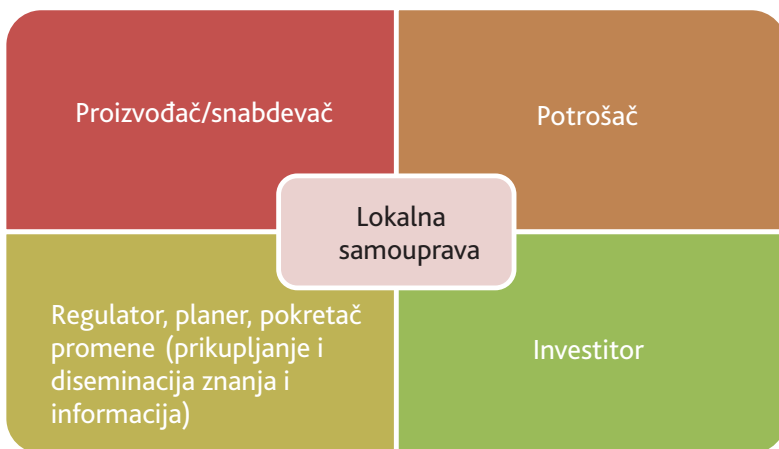 Proizvođač/snabdevač
Potrošač
Lokalna
samouprava
Regulator, planer, pokretač
promene (prikupljanje i
diseminacija znanja i
informacija)
Investitor